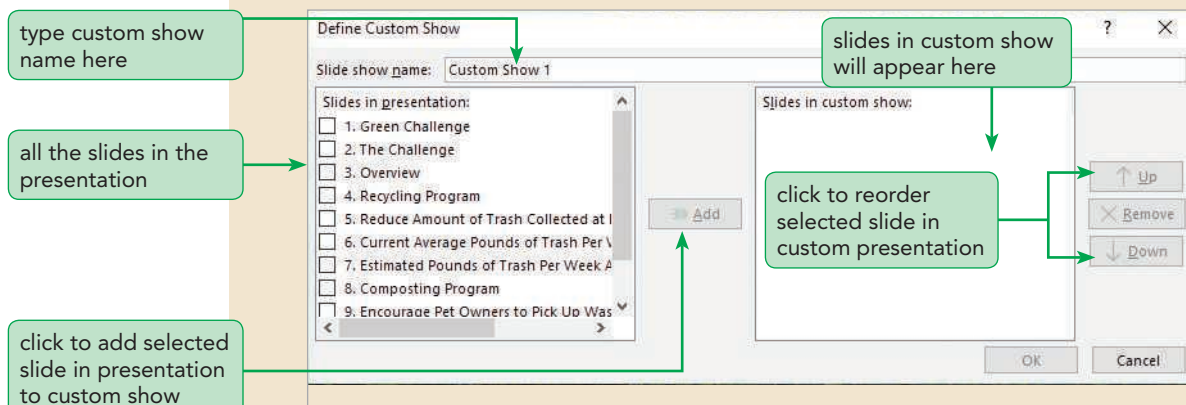 type custom show
name here
all the slides in the
presentation
click to add selected
slide in presentation
to custom show
Define Custom Show
? ×
Slide show name: Custom Show 1
slides in custom show
will appear here
Slides in presentation:
1. Green Challenge
2. The Challenge
3. Overview
4. Recycling Program
5. Reduce Amount of Trash Collected at
6. Current Average Pounds of Trash Per
7. Estimated Pounds of Trash Per Week A
8. Composting Program
9. Encourage Pet Owners to Pick Up Was
Add
Slides in custom show:
click to reorder
selected slide in
custom presentation
Up
Remove
Down
OK Cancel